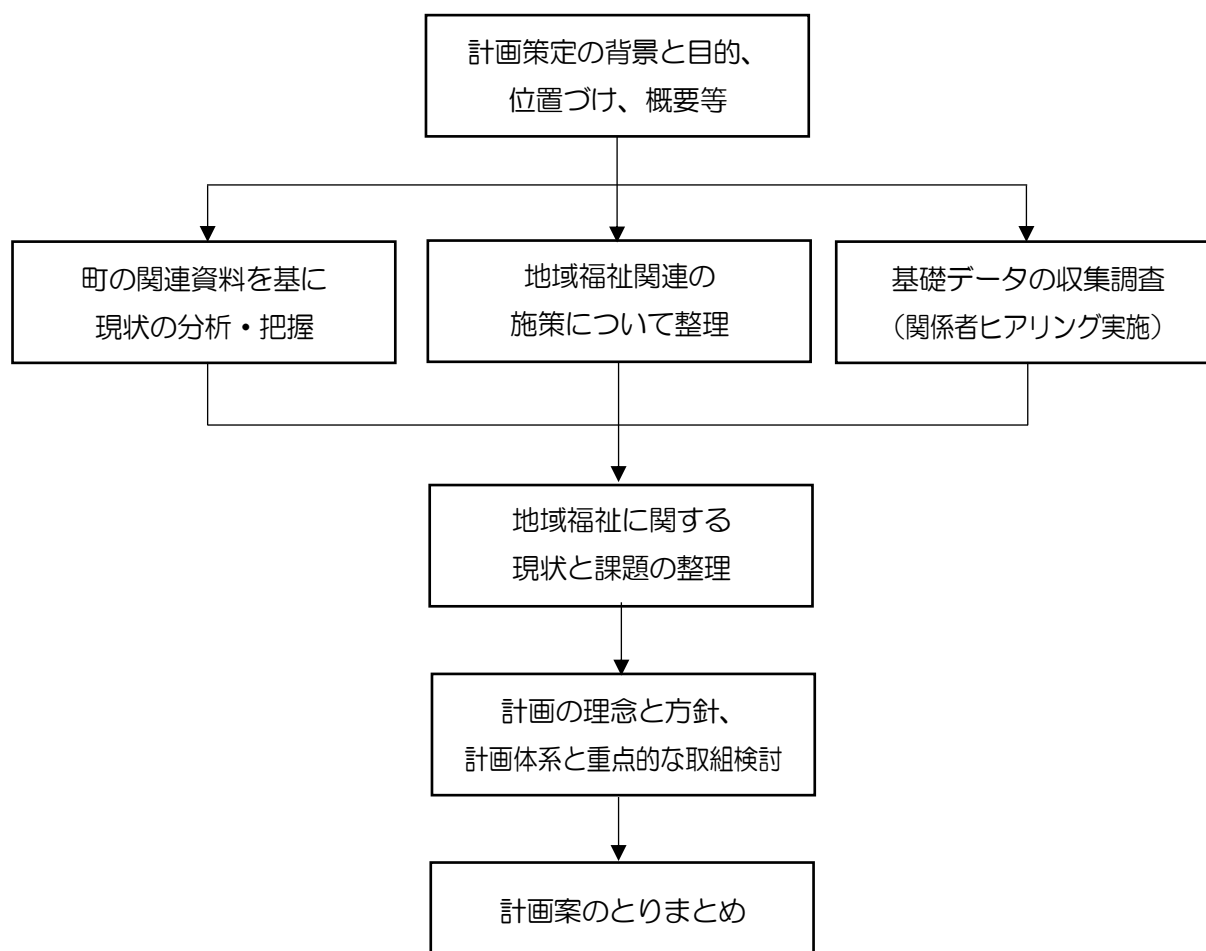 計画策定の背景と目的、
位置づけ、概要等
町の関連資料を基に
現状の分析・把握
地域福祉関連の
施策について整理
基礎データの収集調査
（関係者ヒアリング実施）
地域福祉に関する
現状と課題の整理
計画の理念と方針、
計画体系と重点的な取組検討
計画案のとりまとめ